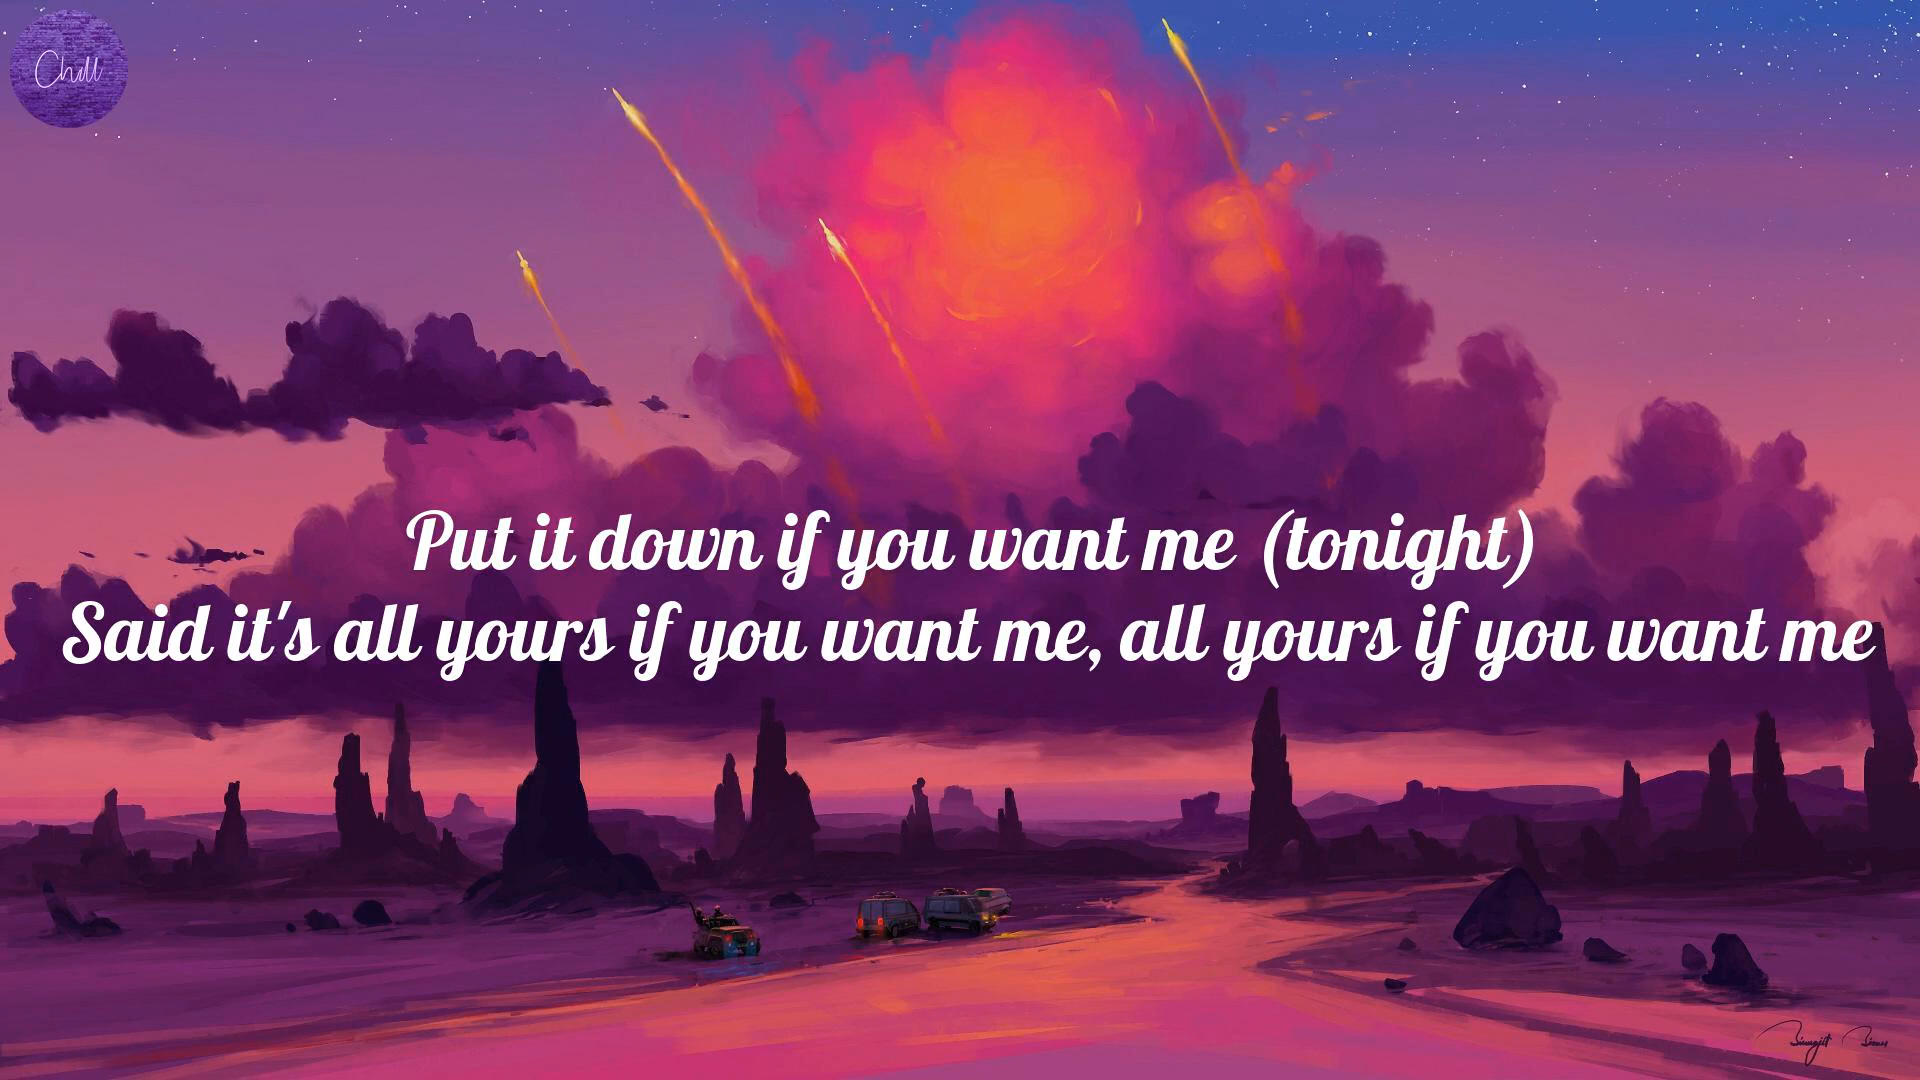 Chill
Put it down if you want me (tonight)
Said it's all yours if you want me, all yours if you want me